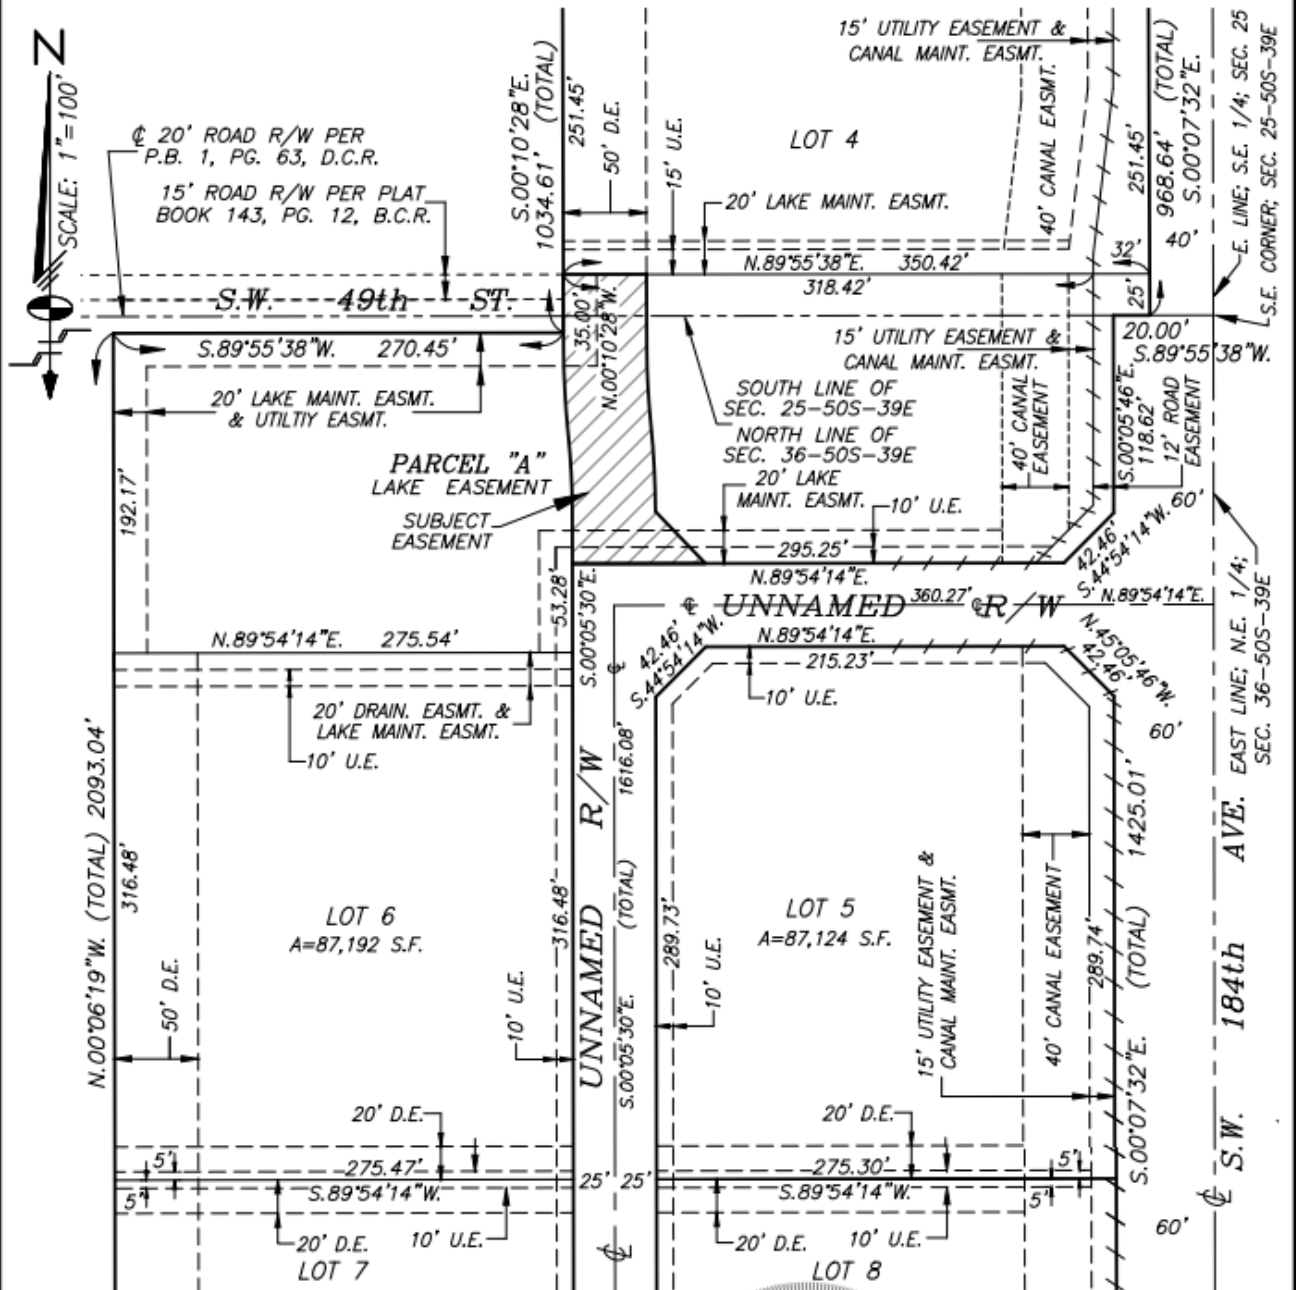 N
SCALE: 1"=100'
℄ 20' ROAD R/W PER
P.B. 1, PG. 63, D.C.R.
15' ROAD R/W PER PLAT
BOOK 143, PG. 12, B.C.R.
S.00°10'28"E.
1034.61' (TOTAL)
251.45'
50' D.E.
15' U.E.
15' UTILITY EASEMENT &
CANAL MAINT. EASMT.
LOT 4
40' CANAL EASMT.
20' LAKE MAINT. EASMT.
251.45'
968.64' (TOTAL)
S.00°07'32"E.
40'
E. LINE; S.E. 1/4; SEC. 25
S.E. CORNER; SEC. 25-50S-39E
N.89°55'38"E. 350.42'
32'
318.42'
25'
S.W. 49th ST.
35.00'
N.00°10'28"W.
20.00'
S.89°55'38"W.
S.89°55'38"W. 270.45'
15' UTILITY EASEMENT &
CANAL MAINT. EASMT.
20' LAKE MAINT. EASMT.
& UTILTIY EASMT.
SOUTH LINE OF
SEC. 25-50S-39E
NORTH LINE OF
SEC. 36-50S-39E
40' CANAL
EASEMENT
S.00°05'46"E.
118.62'
12' ROAD
EASEMENT
192.17'
PARCEL "A"
LAKE EASEMENT
SUBJECT
EASEMENT
20' LAKE
MAINT. EASMT.
10' U.E.
60'
42.46'
S.44°54'14"W.
295.25'
N.89°54'14"E.
53.28'
S.00°05'30"E.
℄ UNNAMED 360.27' ℄ R/W
N.89°54'14"E.
EAST LINE; N.E. 1/4;
SEC. 36-50S-39E
N.89°54'14"E. 275.54'
℄
42.46'
S.44°54'14"W.
N.89°54'14"E.
215.23'
10' U.E.
N.45°05'46"W.
42.46'
60'
20' DRAIN. EASMT. &
LAKE MAINT. EASMT.
10' U.E.
N.00°06'19"W. (TOTAL) 2093.04'
316.48'
LOT 6
A=87,192 S.F.
50' D.E.
10' U.E.
316.48'
UNNAMED R/W
S.00°05'30"E. (TOTAL) 1616.08'
289.73'
10' U.E.
LOT 5
A=87,124 S.F.
15' UTILITY EASEMENT &
CANAL MAINT. EASMT.
40' CANAL EASEMENT
289.74'
S.00°07'32"E. (TOTAL) 1425.01'
℄ S.W. 184th AVE.
20' D.E.
20' D.E.
5'
275.47'
S.89°54'14"W.
5'
25' 25'
275.30'
S.89°54'14"W.
5'
5'
20' D.E.
10' U.E.
LOT 7
℄
20' D.E.
10' U.E.
LOT 8
60'